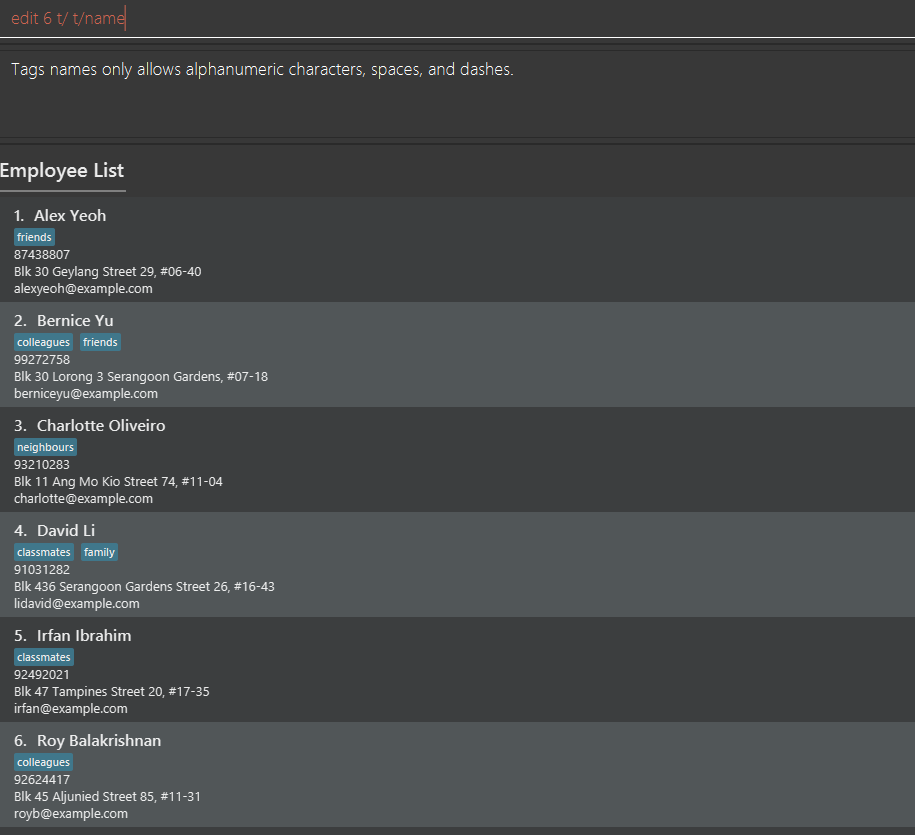 edit 6 t/ t/name
Tags names only allows alphanumeric characters, spaces, and dashes.
Employee List
1. Alex Yeoh
friends
87438807
Blk 30 Geylang Street 29, #06-40
alexyeoh@example.com
2. Bernice Yu
colleagues friends
99272758
Blk 30 Lorong 3 Serangoon Gardens, #07-18
berniceyu@example.com
3. Charlotte Oliveiro
neighbours
93210283
Blk 11 Ang Mo Kio Street 74, #11-04
charlotte@example.com
4. David Li
classmates family
91031282
Blk 436 Serangoon Gardens Street 26, #16-43
lidavid@example.com
5. Irfan Ibrahim
classmates
92492021
Blk 47 Tampines Street 20, #17-35
irfan@example.com
6. Roy Balakrishnan
colleagues
92624417
Blk 45 Aljunied Street 85, #11-31
royb@example.com